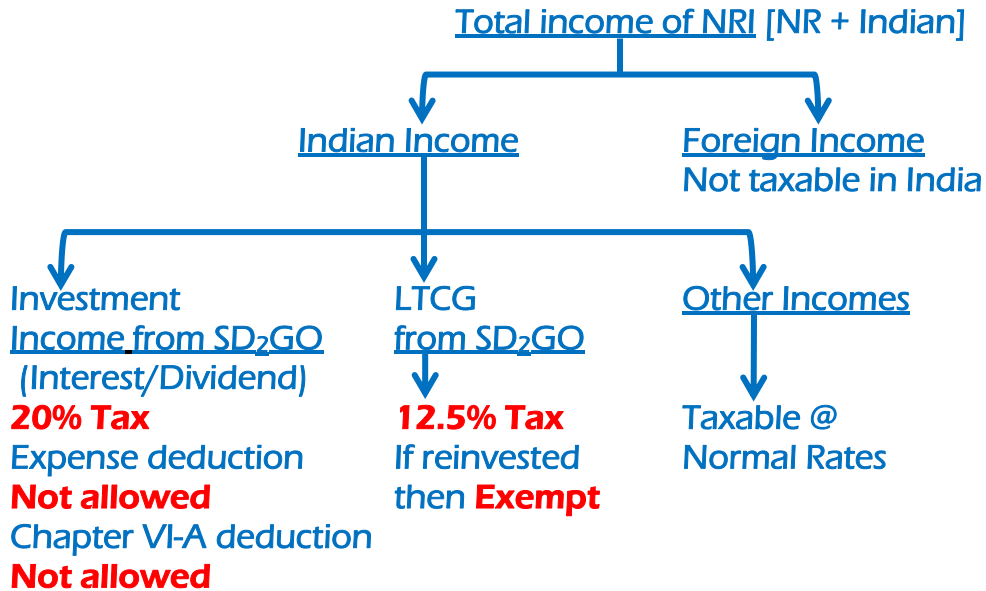 Total income of NRI [NR + Indian]
Indian Income
Foreign Income
Not taxable in India
Investment
Income from SD₂GO
(Interest/Dividend)
20% Tax
Expense deduction
Not allowed
Chapter VI-A deduction
Not allowed
LTCG
from SD₂GO
12.5% Tax
If reinvested
then Exempt
Other Incomes
Taxable @
Normal Rates